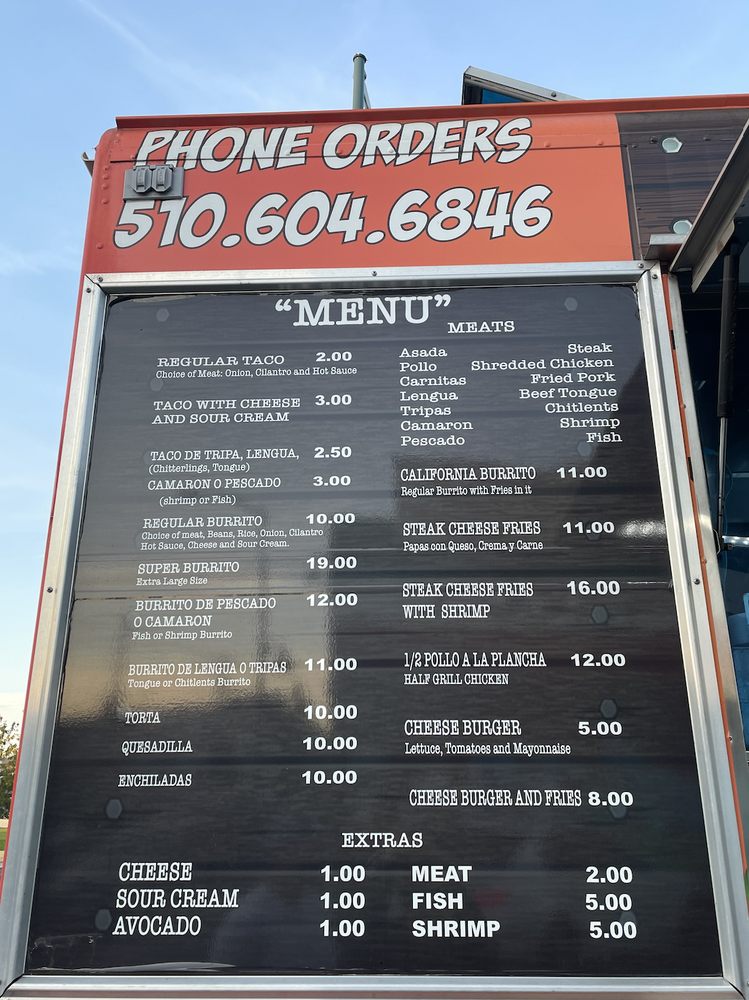 PHONE ORDERS
510.604.6846
"MENU"
REGULAR TACO 2.00
Choice of Meat: Onion, Cilantro and Hot Sauce
TACO WITH CHEESE 3.00
AND SOUR CREAM
TACO DE TRIPA, LENGUA, 2.50
(Chitterlings, Tongue)
CAMARON O PESCADO 3.00
(shrimp or Fish)
REGULAR BURRITO 10.00
Choice of meat, Beans, Rice, Onion, Cilantro
Hot Sauce, Cheese and Sour Cream.
SUPER BURRITO 19.00
Extra Large Size
BURRITO DE PESCADO 12.00
O CAMARON
Fish or Shrimp Burrito
BURRITO DE LENGUA O TRIPAS 11.00
Tongue or Chitlents Burrito
TORTA 10.00
QUESADILLA 10.00
ENCHILADAS 10.00
MEATS
Asada Steak
Pollo Shredded Chicken
Carnitas Fried Pork
Lengua Beef Tongue
Tripas Chitlents
Camaron Shrimp
Pescado Fish
CALIFORNIA BURRITO 11.00
Regular Burrito with Fries in it
STEAK CHEESE FRIES 11.00
Papas con Queso, Crema y Carne
STEAK CHEESE FRIES 16.00
WITH SHRIMP
1/2 POLLO A LA PLANCHA 12.00
HALF GRILL CHICKEN
CHEESE BURGER 5.00
Lettuce, Tomatoes and Mayonnaise
CHEESE BURGER AND FRIES 8.00
EXTRAS
CHEESE 1.00 MEAT 2.00
SOUR CREAM 1.00 FISH 5.00
AVOCADO 1.00 SHRIMP 5.00